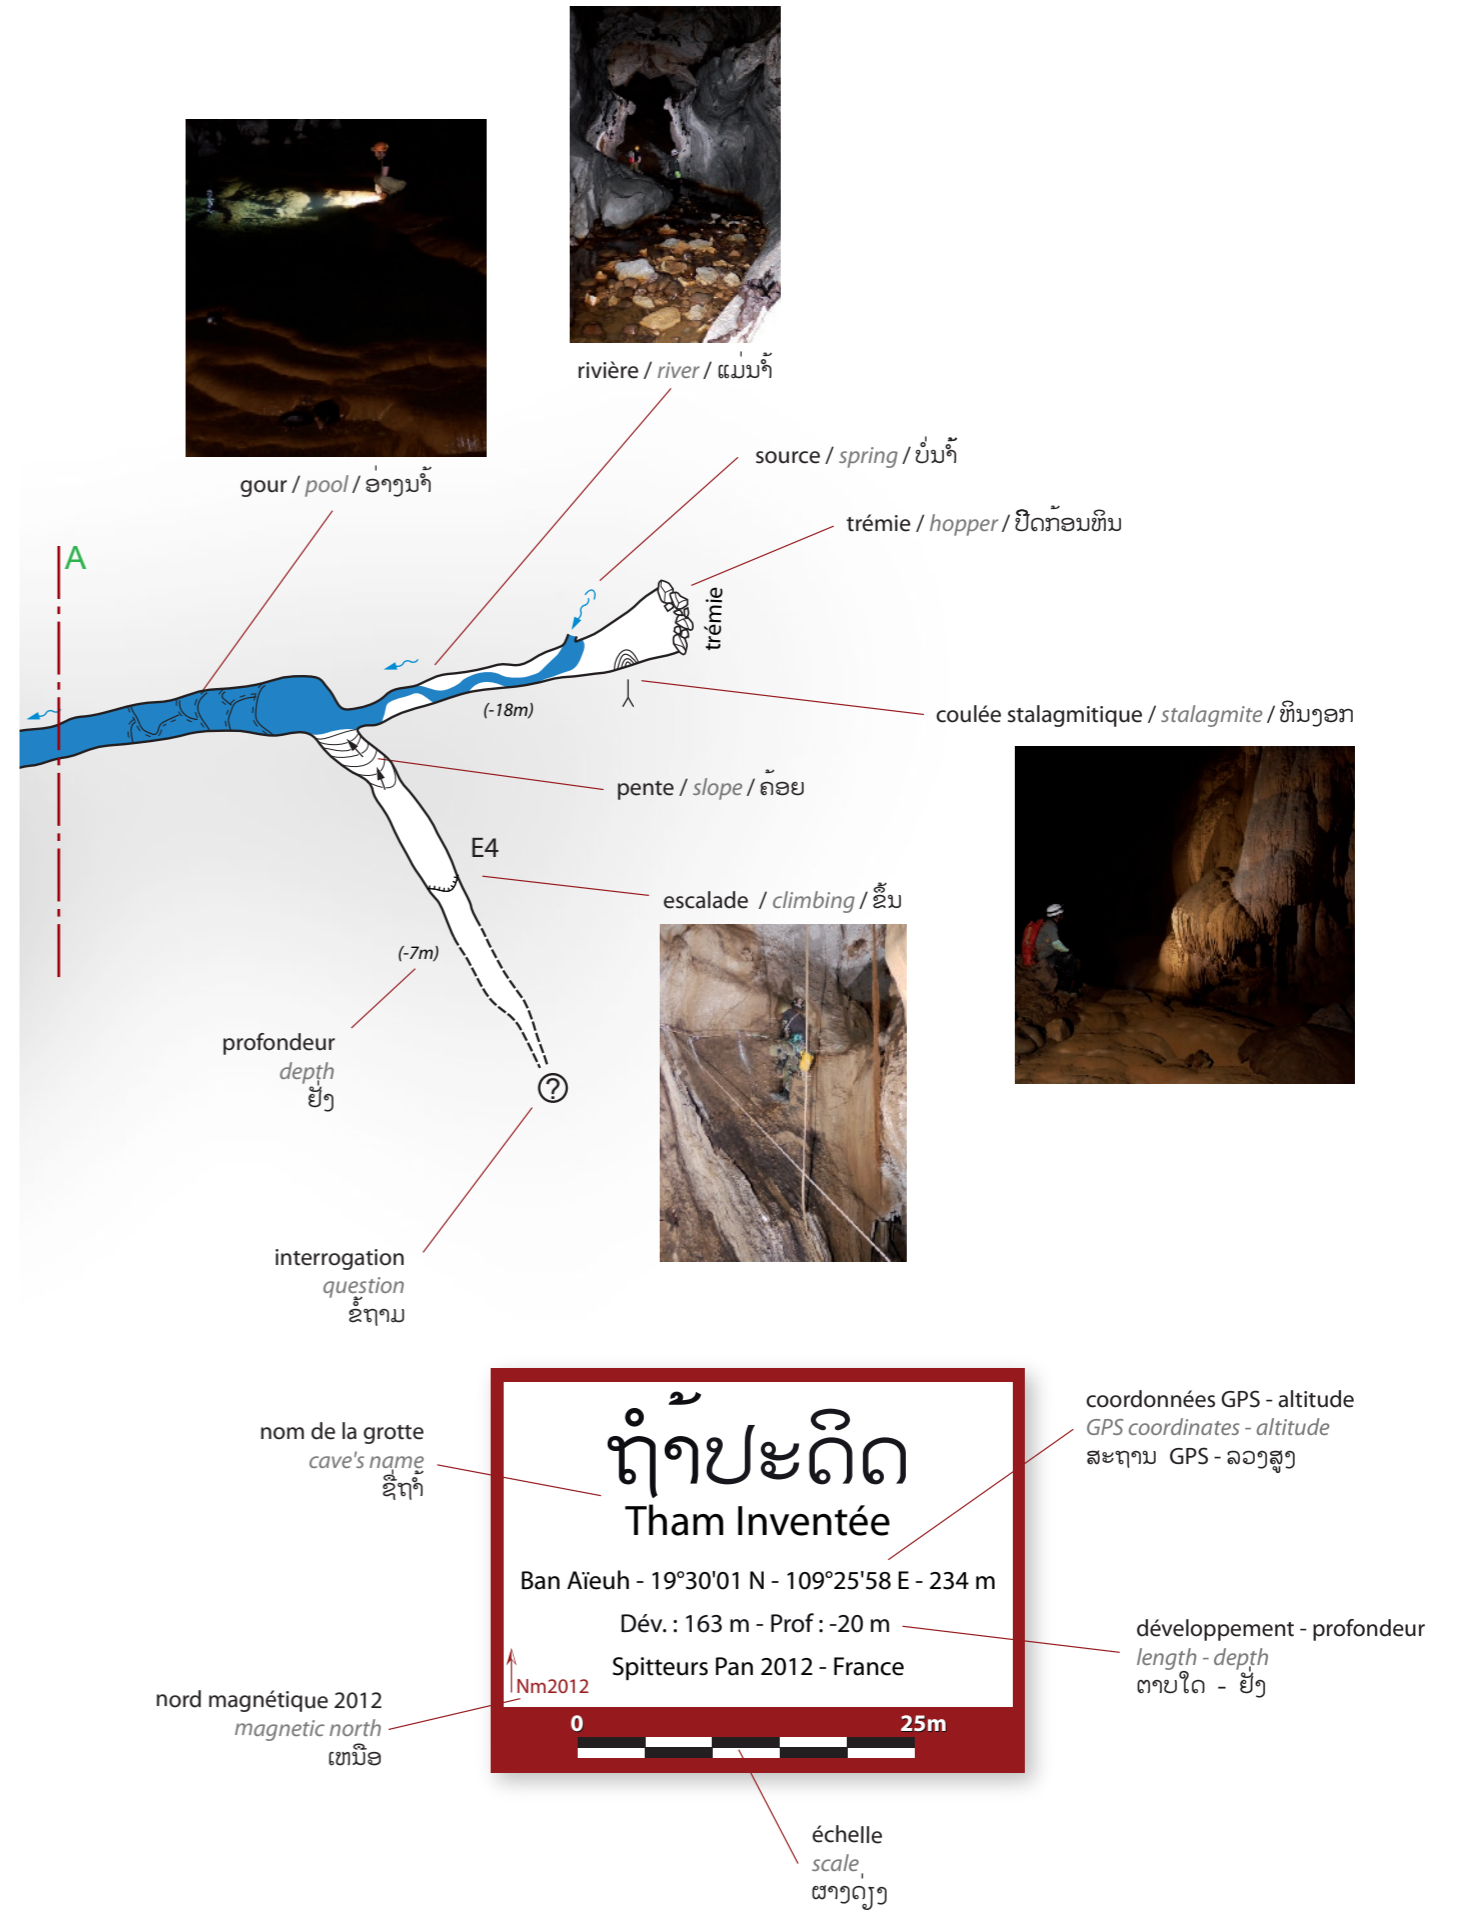 rivière / river / ແມ່ນ້ຳ
source / spring / ບໍ່ນ້ຳ
gour / pool / ອ່າງນ້ຳ
trémie / hopper / ປີດກ້ອນຫິນ
A
trémie
(-18m)
coulée stalagmitique / stalagmite / ຫິນງອກ
pente / slope / ຄ້ອຍ
E4
escalade / climbing / ຂຶ້ນ
(-7m)
profondeur
depth
ຢັ່ງ
?
interrogation
question
ຂໍ້ຖາມ
nom de la grotte
cave's name
ຊື່ຖ້ຳ
ຖ້ຳປະດິດ
Tham Inventée
Ban Aïeuh - 19°30'01 N - 109°25'58 E - 234 m
Dév. : 163 m - Prof : -20 m
Spitteurs Pan 2012 - France
Nm2012
0 25m
coordonnées GPS - altitude
GPS coordinates - altitude
ສະຖານ GPS - ລວງສູງ
développement - profondeur
length - depth
ຕາບໃດ - ຢັ່ງ
nord magnétique 2012
magnetic north
ເໜືອ
échelle
scale
ຜາງດ່ຽງ